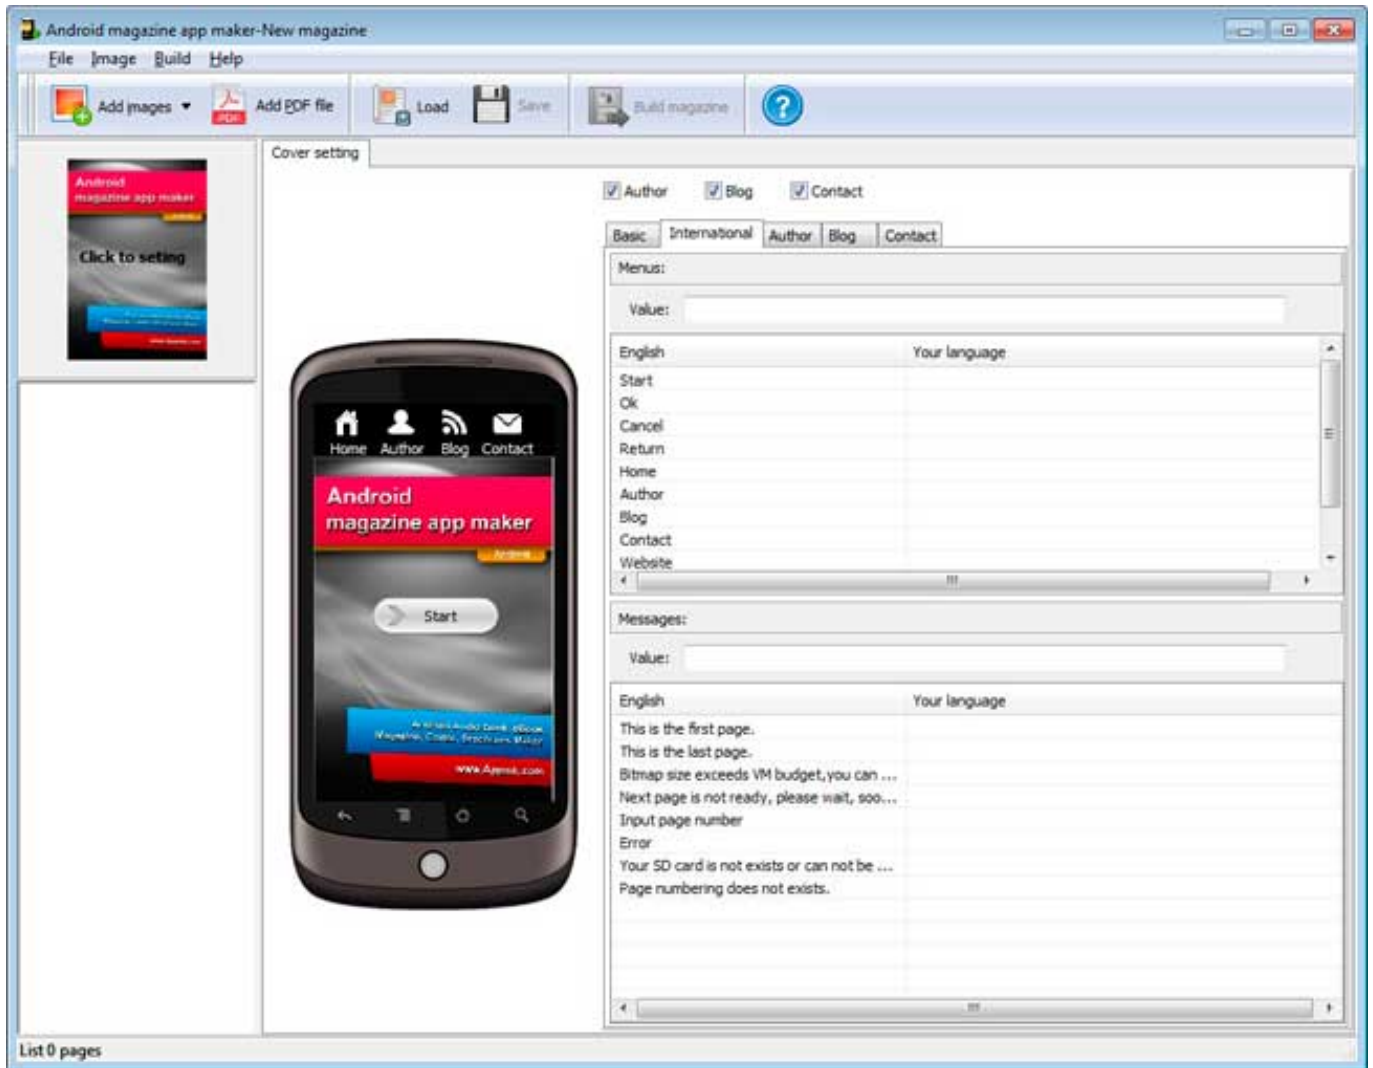 Android magazine app maker-New magazine
File Image Build Help
Add images Add PDF file Load Save Build magazine
Cover setting
Android
magazine app maker
Click to seting
Author Blog Contact
Basic International Author Blog Contact
Menus:
Value:
English Your language
Start
Ok
Cancel
Return
Home
Author
Blog
Contact
Website
Home Author Blog Contact
Android
magazine app maker
Android
Start
Messages:
Value:
English Your language
This is the first page.
This is the last page.
Bitmap size exceeds VM budget,you can ...
Next page is not ready, please wait, soo...
Input page number
Error
Your SD card is not exists or can not be ...
Page numbering does not exists.
List 0 pages